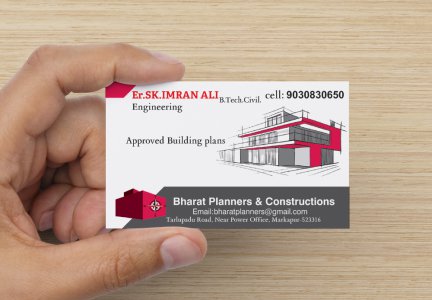 Er.SK.IMRAN ALI B.Tech.Civil. cell: 9030830650
Engineering
Approved Building plans
Bharat Planners & Constructions
Email:bharatplanners@gmail.com
Tarlapadu Road, Near Power Office, Markapur-523316